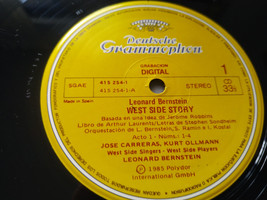 Deutsche
Grammophon
GRABACION
DIGITAL
1
SGAE
415 254-1
415 254-1-A
STEREO
33⅓
Made in Spain
Leonard Bernstein
WEST SIDE STORY
Basada en una idea de Jerome Robbins
Libro de Arthur Laurents/Letras de Stephen Sondheim
Orquestación de L. Bernstein, S. Ramin e I. Kostal
Acto 1 - Nums: 1-4
JOSE CARRERAS, KURT OLLMANN
West Side Singers - West Side Players
LEONARD BERNSTEIN
Ⓟ 1985 Polydor
International GmbH